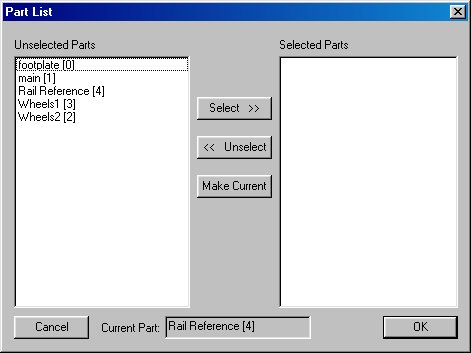 Part List
Unselected Parts
Selected Parts
footplate [0]
main [1]
Rail Reference [4]
Wheels1 [3]
Wheels2 [2]
Select >>
<< Unselect
Make Current
Cancel
Current Part: Rail Reference [4]
OK